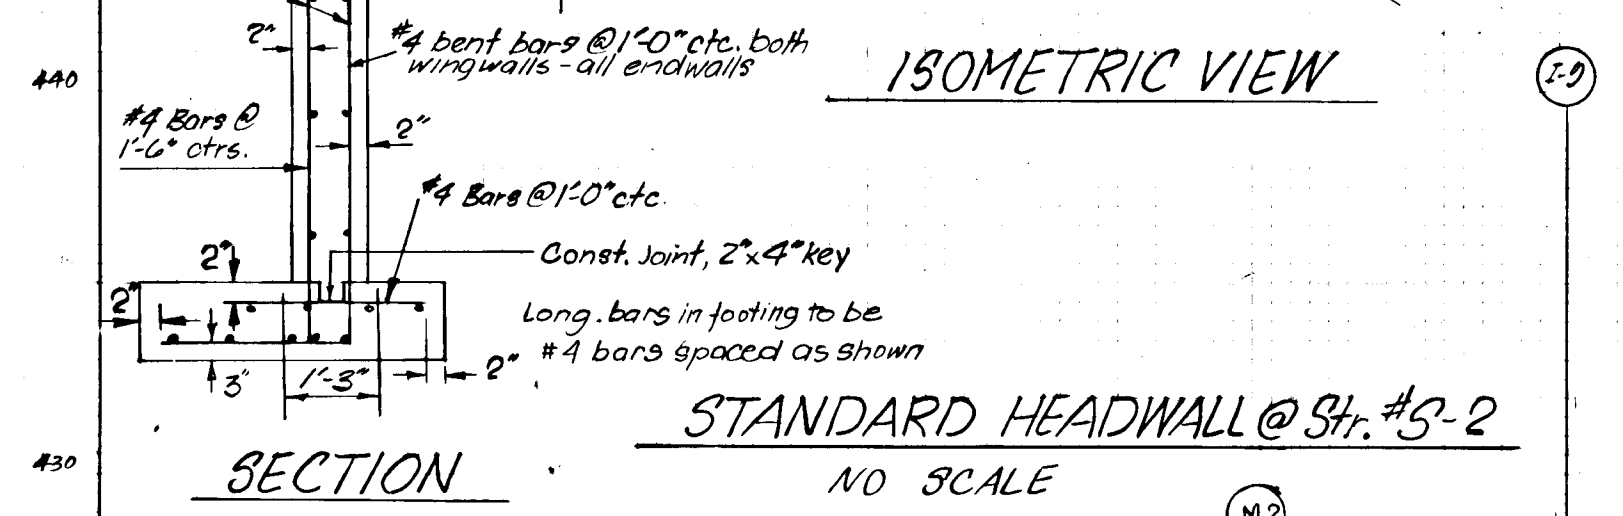 2"
#4 bent bars @ 1'-0" ctc. both
wingwalls - all endwalls
ISOMETRIC VIEW
I-9
440
#4 Bars @
1'-6" ctrs.
2"
#4 Bars @ 1'-0" ctc.
2"
Const. Joint, 2"x4" key
2"
Long. bars in footing to be
#4 bars spaced as shown
3"
1'-3"
2"
STANDARD HEADWALL @ Str. #S-2
430
SECTION
NO SCALE